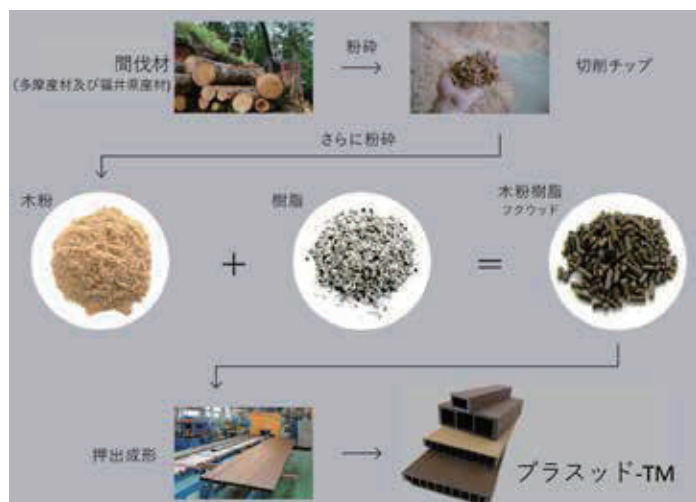 間伐材
(多摩産材及び福井県産材)
粉砕
切削チップ
さらに粉砕
木粉
樹脂
木粉樹脂
フクウッド
+
=
押出成形
プラスッド-TM